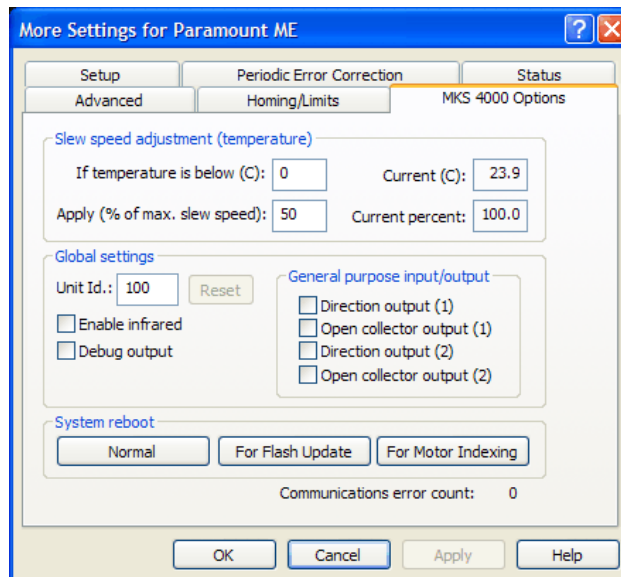 More Settings for Paramount ME
Setup Periodic Error Correction Status
Advanced Homing/Limits MKS 4000 Options
Slew speed adjustment (temperature)
If temperature is below (C): 0 Current (C): 23.9
Apply (% of max. slew speed): 50 Current percent: 100.0
Global settings
Unit Id.: 100 Reset
Enable infrared
Debug output
General purpose input/output
Direction output (1)
Open collector output (1)
Direction output (2)
Open collector output (2)
System reboot
Normal For Flash Update For Motor Indexing
Communications error count: 0
OK Cancel Apply Help